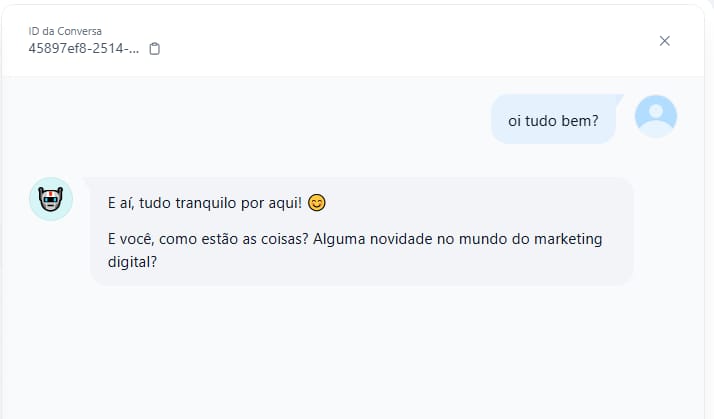 ID da Conversa
45897ef8-2514-...
oi tudo bem?
E aí, tudo tranquilo por aqui! 😊
E você, como estão as coisas? Alguma novidade no mundo do marketing
digital?